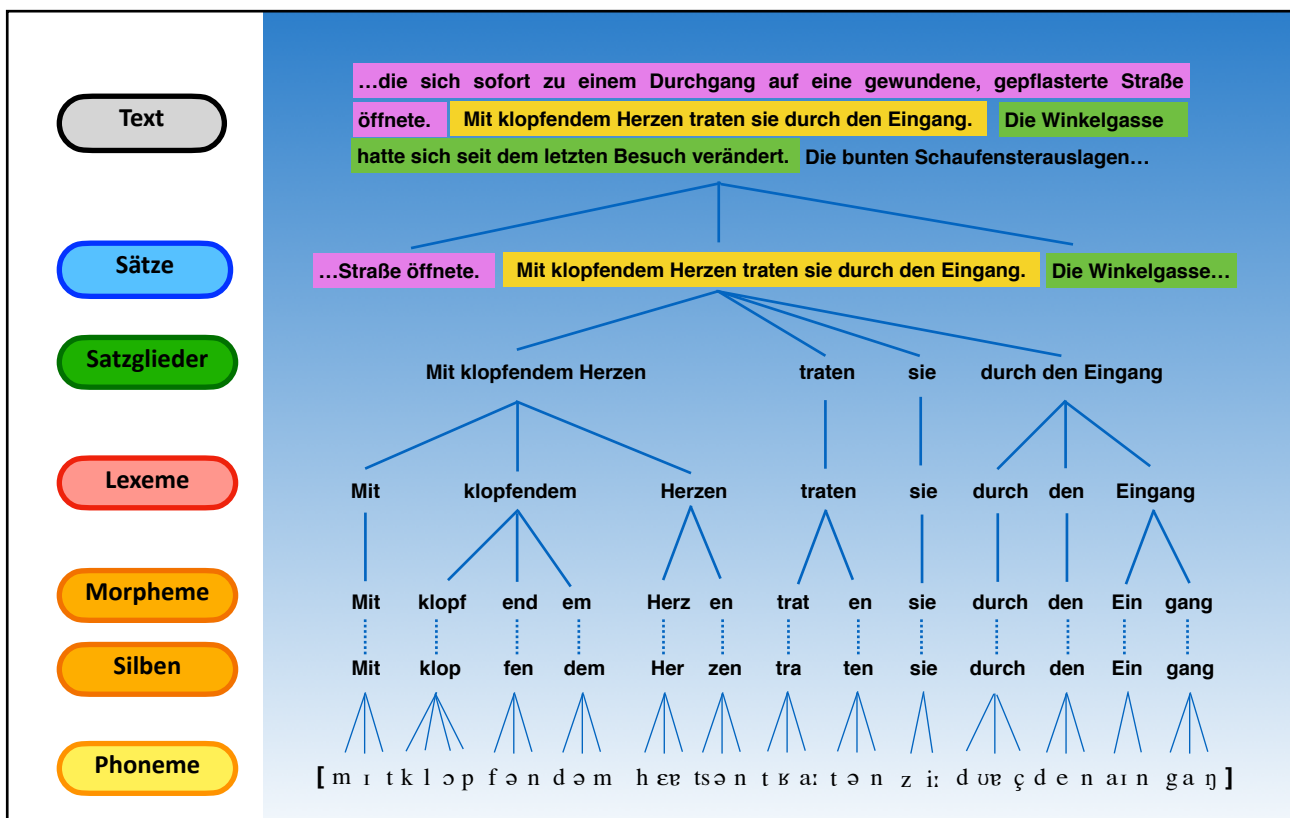 Text
…die sich sofort zu einem Durchgang auf eine gewundene, gepflasterte Straße
öffnete. Mit klopfendem Herzen traten sie durch den Eingang. Die Winkelgasse
hatte sich seit dem letzten Besuch verändert. Die bunten Schaufensterauslagen…
Sätze
…Straße öffnete. Mit klopfendem Herzen traten sie durch den Eingang. Die Winkelgasse…
Satzglieder
Mit klopfendem Herzen traten sie durch den Eingang
Lexeme
Mit klopfendem Herzen traten sie durch den Eingang
Morpheme
Mit klopf end em Herz en trat en sie durch den Ein gang
Silben
Mit klop fen dem Her zen tra ten sie durch den Ein gang
Phoneme
[ m ɪ t k l ɔ p f ə n d ə m h ɛɐ ts ə n t ʁ aː t ə n z iː d ʊɐ ç d e n aɪ n g a ŋ ]